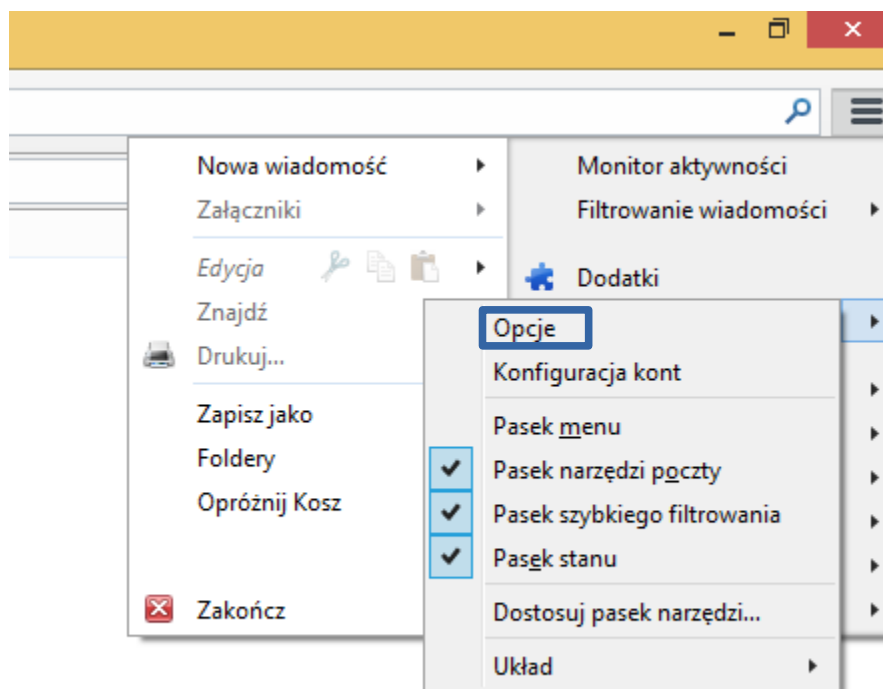 Nowa wiadomość
Załączniki
Edycja
Znajdź
Drukuj...
Zapisz jako
Foldery
Opróżnij Kosz
Zakończ
Monitor aktywności
Filtrowanie wiadomości
Dodatki
Opcje
Konfiguracja kont
Pasek menu
Pasek narzędzi poczty
Pasek szybkiego filtrowania
Pasek stanu
Dostosuj pasek narzędzi...
Układ